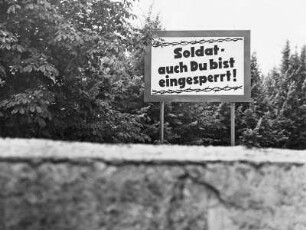 Soldat-
auch Du bist
eingesperrt!